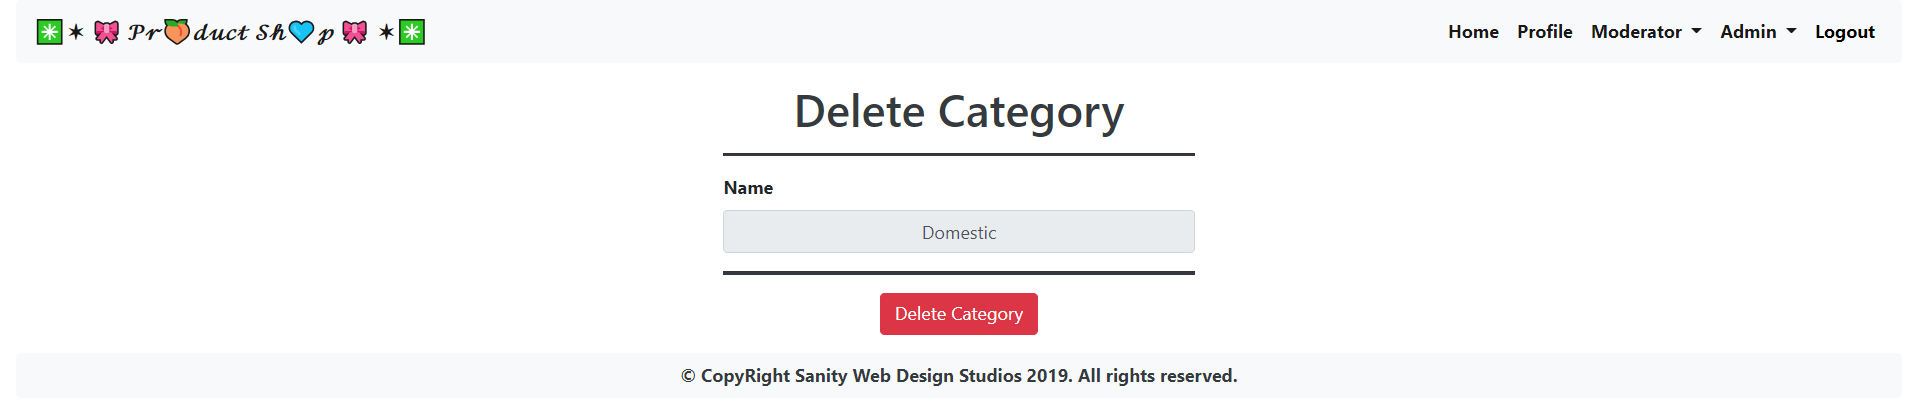 ✳️✶ 🎀 𝒫𝓇🍑𝒹𝓊𝒸𝓉 𝒮𝒽💙𝓅 🎀 ✶✳️ Home Profile Moderator Admin Logout
Delete Category
Name
Domestic
Delete Category
© CopyRight Sanity Web Design Studios 2019. All rights reserved.